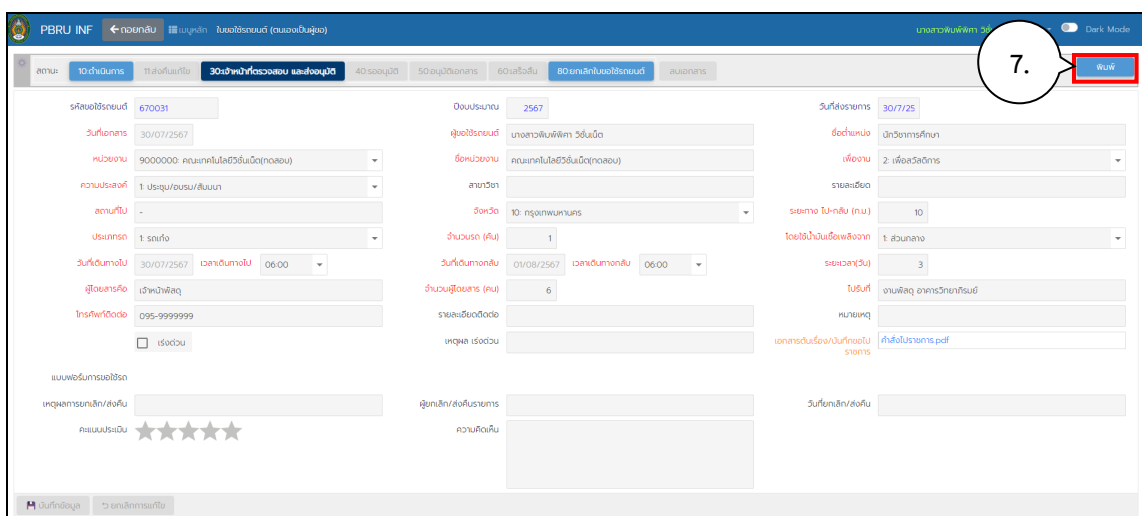 PBRU INF ถอยกลับ เมนูหลัก ใบขอใช้รถยนต์ (ตนเองเป็นผู้ขอ) Dark Mode
7.
สถานะ 10:ดำเนินการ 11:ส่งคืนแก้ไข 30:เจ้าหน้าที่ตรวจสอบ และส่งอนุมัติ 40:รออนุมัติ 50:อนุมัติเอกสาร 60:เสร็จสิ้น 80:ยกเลิกใบขอใช้รถยนต์ ลบเอกสาร พิมพ์
รหัสขอใช้รถยนต์ 670031 ปีงบประมาณ 2567 วันที่ส่งรายการ 30/7/25
วันที่เอกสาร 30/07/2567 ผู้ขอใช้รถยนต์ นางสาวพิมพ์พิศา วิชั่นเน็ต ชื่อตำแหน่ง นักวิชาการศึกษา
หน่วยงาน 9000000: คณะเทคโนโลยีวิชั่นเน็ต(ทดสอบ) ชื่อหน่วยงาน คณะเทคโนโลยีวิชั่นเน็ต(ทดสอบ) เพื่องาน 2: เพื่อสวัสดิการ
ความประสงค์ 1: ประชุม/อบรม/สัมมนา สาขาวิชา รายละเอียด
สถานที่ไป - จังหวัด 10: กรุงเทพมหานคร ระยะทาง ไป-กลับ (ก.ม.) 10
ประเภทรถ 1: รถเก๋ง จำนวนรถ (คัน) 1 โดยใช้น้ำมันเชื้อเพลิงจาก 1: ส่วนกลาง
วันที่เดินทางไป 30/07/2567 เวลาเดินทางไป 06:00 วันที่เดินทางกลับ 01/08/2567 เวลาเดินทางกลับ 06:00 ระยะเวลา(วัน) 3
ผู้โดยสารคือ เจ้าหน้าพัสดุ จำนวนผู้โดยสาร (คน) 6 ไปรับที่ งานพัสดุ อาคารวิทยาภิรมย์
โทรศัพท์ติดต่อ 095-9999999 รายละเอียดติดต่อ หมายเหตุ
เร่งด่วน เหตุผล เร่งด่วน เอกสารต้นเรื่อง/บันทึกขอไปราชการ คำสั่งไปราชการ.pdf
แบบฟอร์มการขอใช้รถ
เหตุผลการยกเลิก/ส่งคืน ผู้ยกเลิก/ส่งคืนรายการ วันที่ยกเลิก/ส่งคืน
คะแนนประเมิน ความคิดเห็น
บันทึกข้อมูล ยกเลิกการแก้ไข